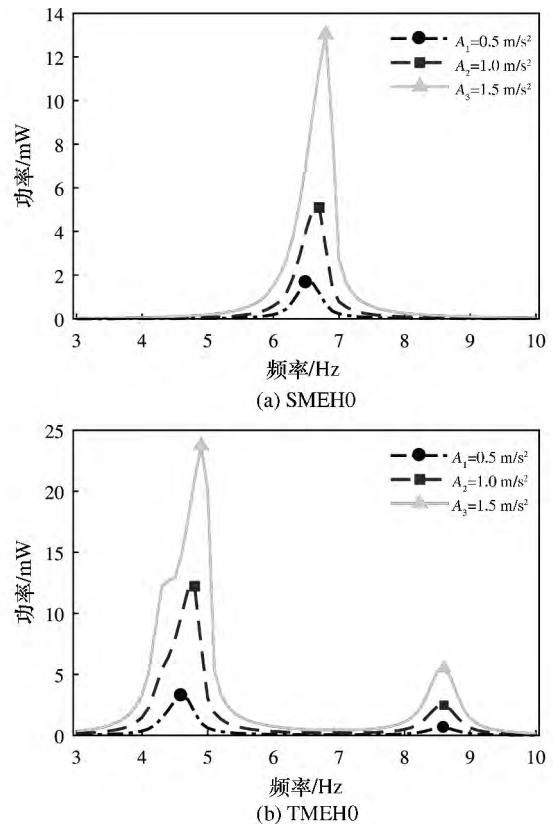 14
12
10
8
6
4
2
0
功率/mW
A₁=0.5 m/s²
A₂=1.0 m/s²
A₃=1.5 m/s²
3 4 5 6 7 8 9 10
频率/Hz
(a) SMEH0
25
20
15
10
5
0
功率/mW
A₁=0.5 m/s²
A₂=1.0 m/s²
A₃=1.5 m/s²
3 4 5 6 7 8 9 10
频率/Hz
(b) TMEH0